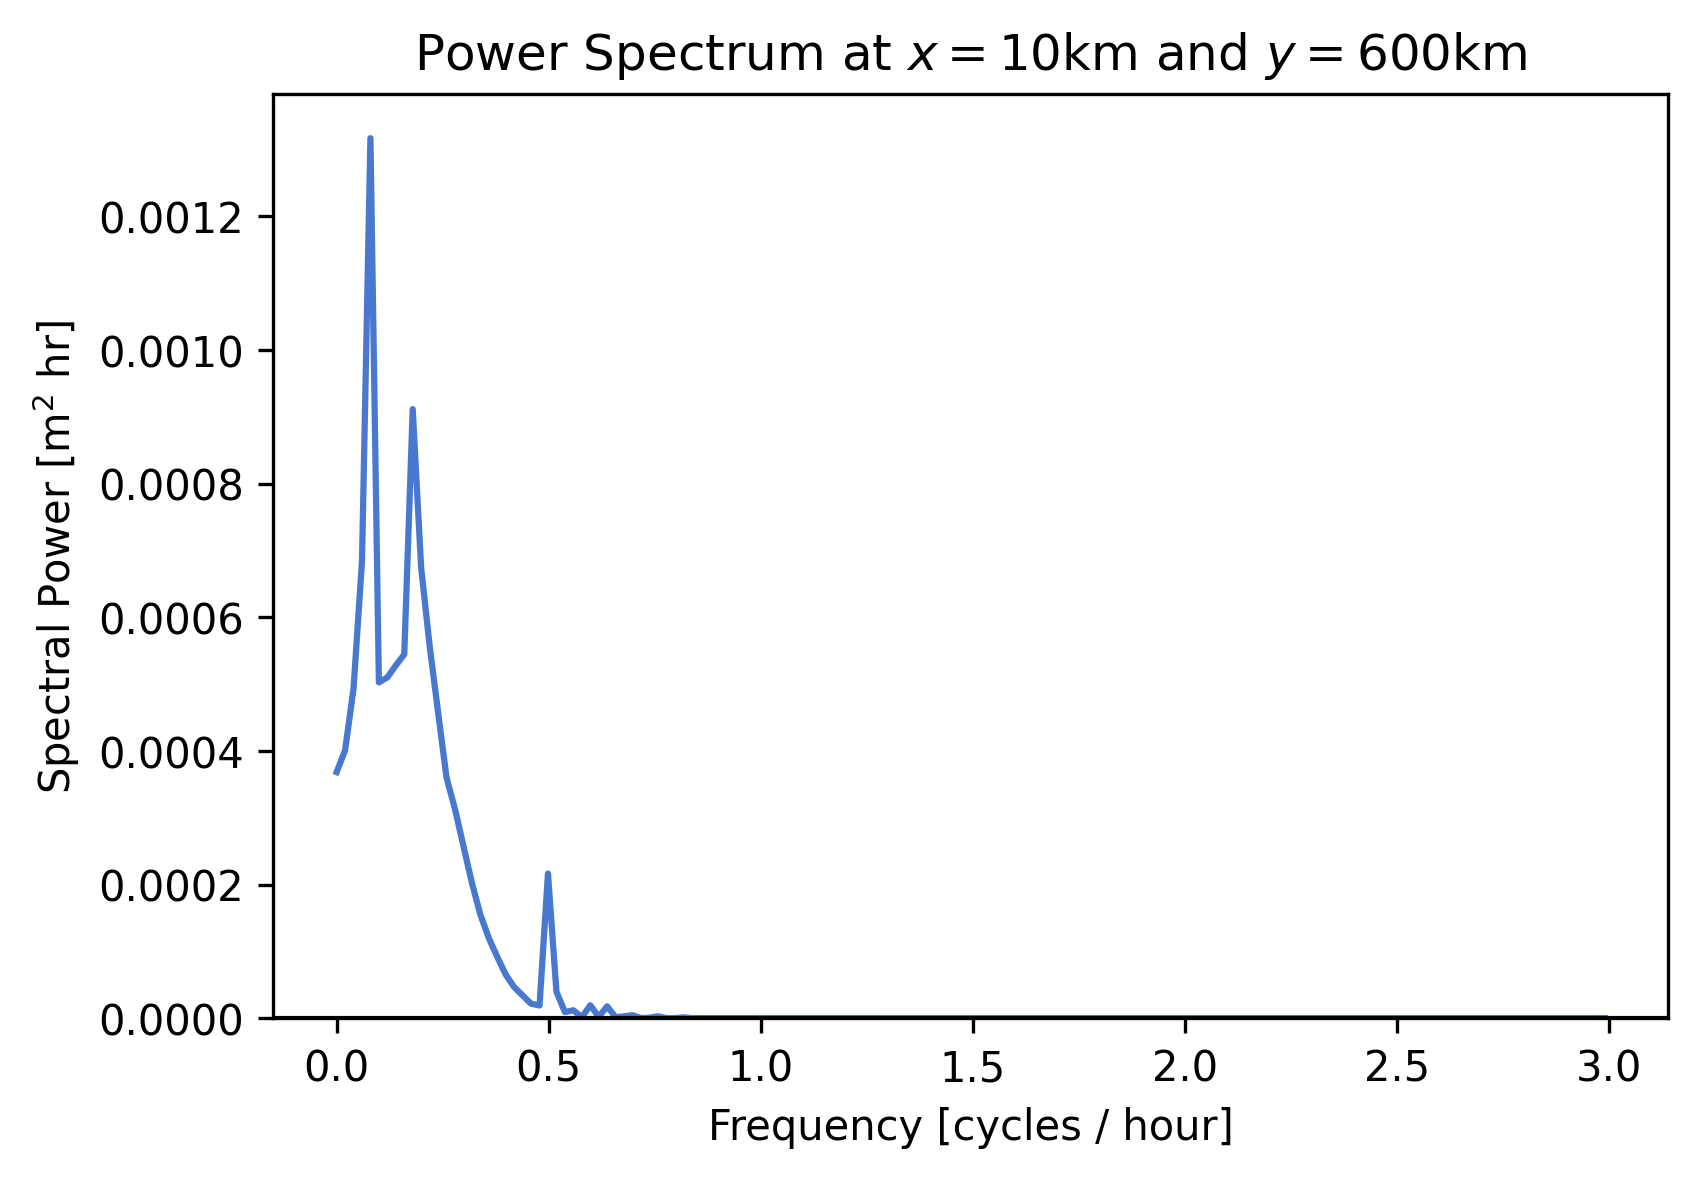 Power Spectrum at x = 10km and y = 600km
Spectral Power [m² hr]
0.0012
0.0010
0.0008
0.0006
0.0004
0.0002
0.0000
0.0 0.5 1.0 1.5 2.0 2.5 3.0
Frequency [cycles / hour]